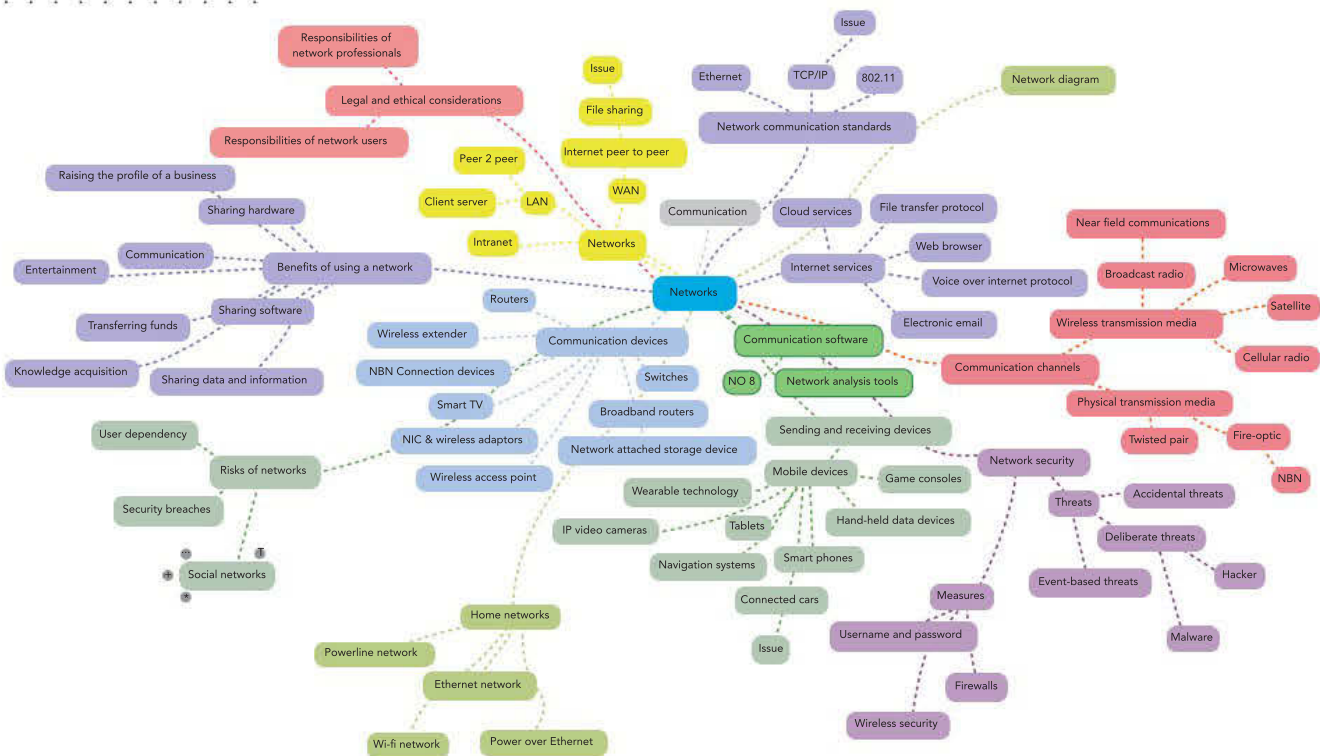 Issue
Responsibilities of
network professionals
Issue
Ethernet
TCP/IP
802.11
Network diagram
Legal and ethical considerations
File sharing
Network communication standards
Responsibilities of network users
Internet peer to peer
Peer 2 peer
Raising the profile of a business
WAN
Client server
LAN
Sharing hardware
Communication
Cloud services
File transfer protocol
Near field communications
Intranet
Networks
Web browser
Communication
Entertainment
Benefits of using a network
Internet services
Voice over internet protocol
Broadcast radio
Microwaves
Networks
Routers
Satellite
Sharing software
Transferring funds
Electronic email
Wireless transmission media
Wireless extender
Communication devices
Communication software
Cellular radio
Knowledge acquisition
Sharing data and information
NBN Connection devices
Switches
NO 8
Network analysis tools
Communication channels
Smart TV
Broadband routers
Physical transmission media
User dependency
NIC & wireless adaptors
Sending and receiving devices
Twisted pair
Fire-optic
Network attached storage device
Risks of networks
Wireless access point
Mobile devices
Game consoles
Network security
NBN
Wearable technology
Security breaches
IP video cameras
Tablets
Hand-held data devices
Threats
Accidental threats
Deliberate threats
Social networks
T
Navigation systems
Smart phones
Event-based threats
Hacker
Connected cars
Measures
Home networks
Issue
Username and password
Malware
Powerline network
Ethernet network
Firewalls
Wireless security
Wi-fi network
Power over Ethernet